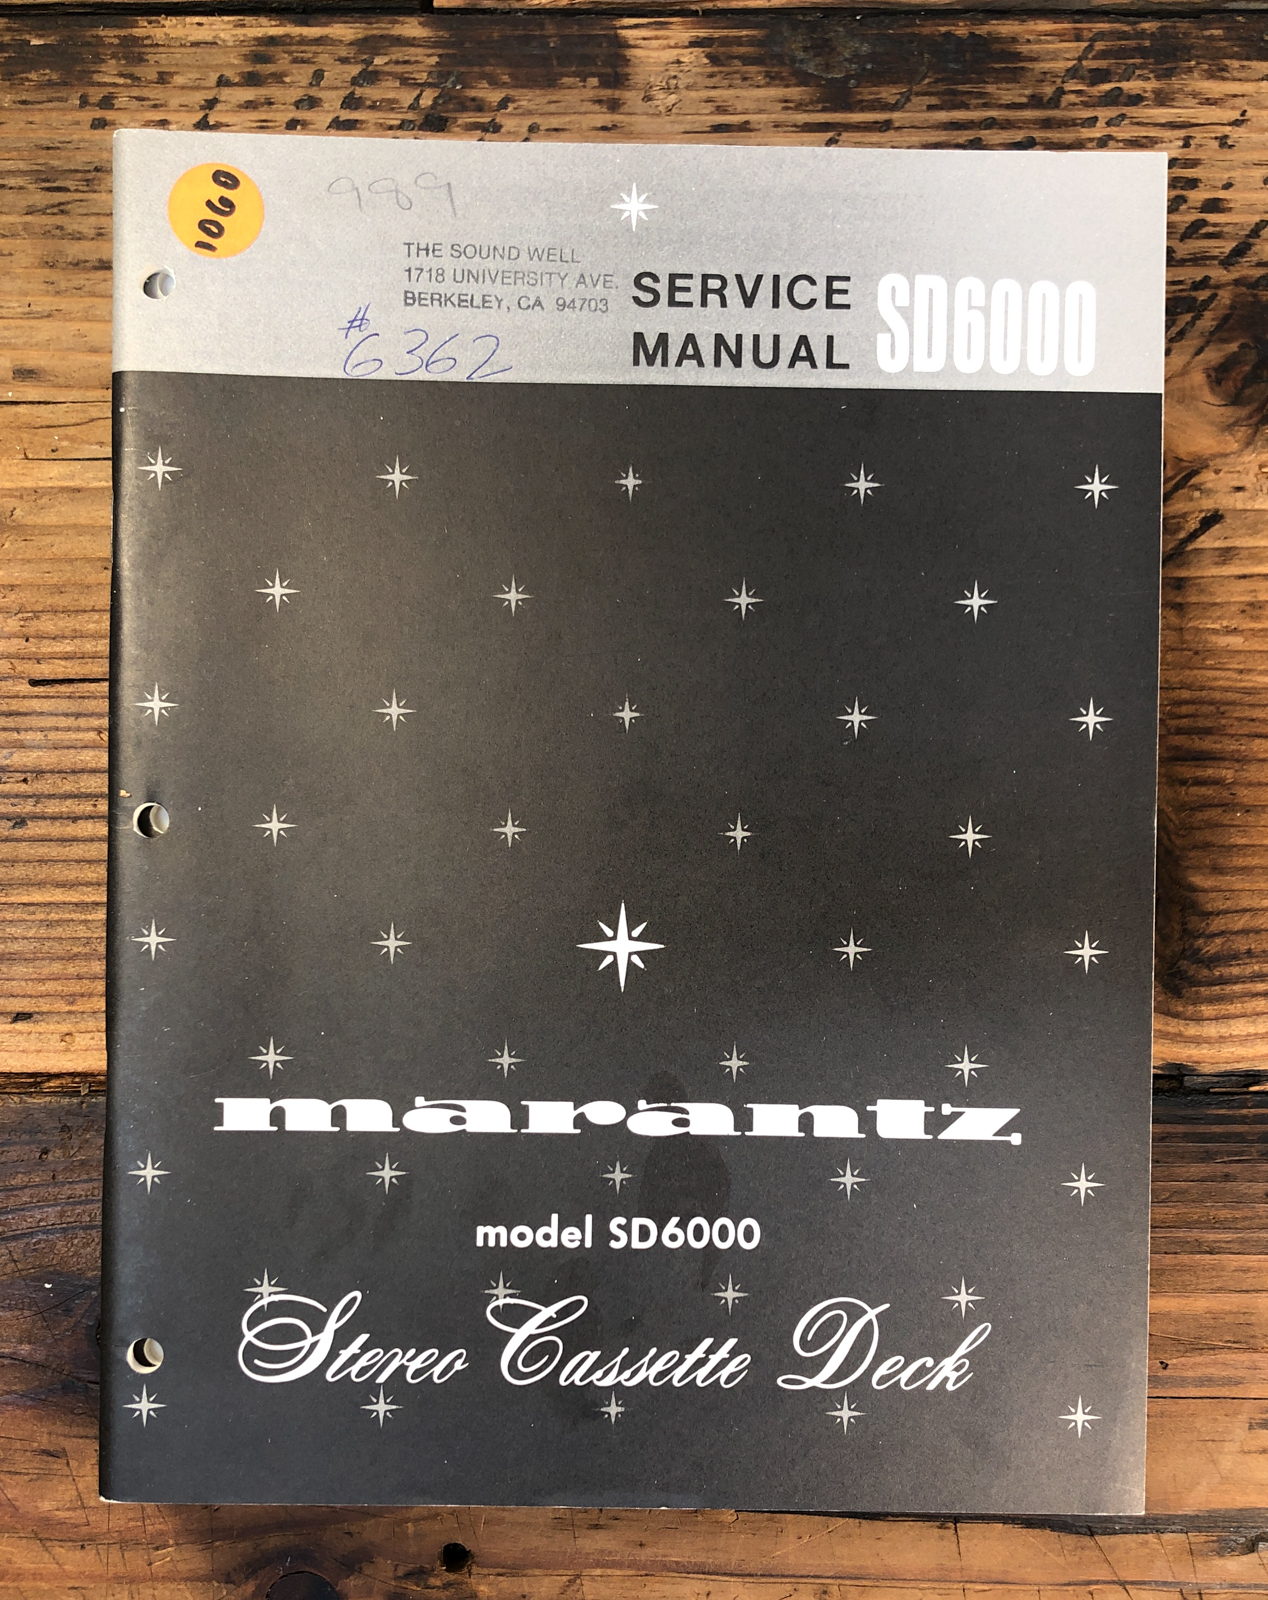 1060
989
THE SOUND WELL
1718 UNIVERSITY AVE.
BERKELEY, CA 94703
#6362
SERVICE
MANUAL
SD6000
marantz
model SD6000
Stereo Cassette Deck